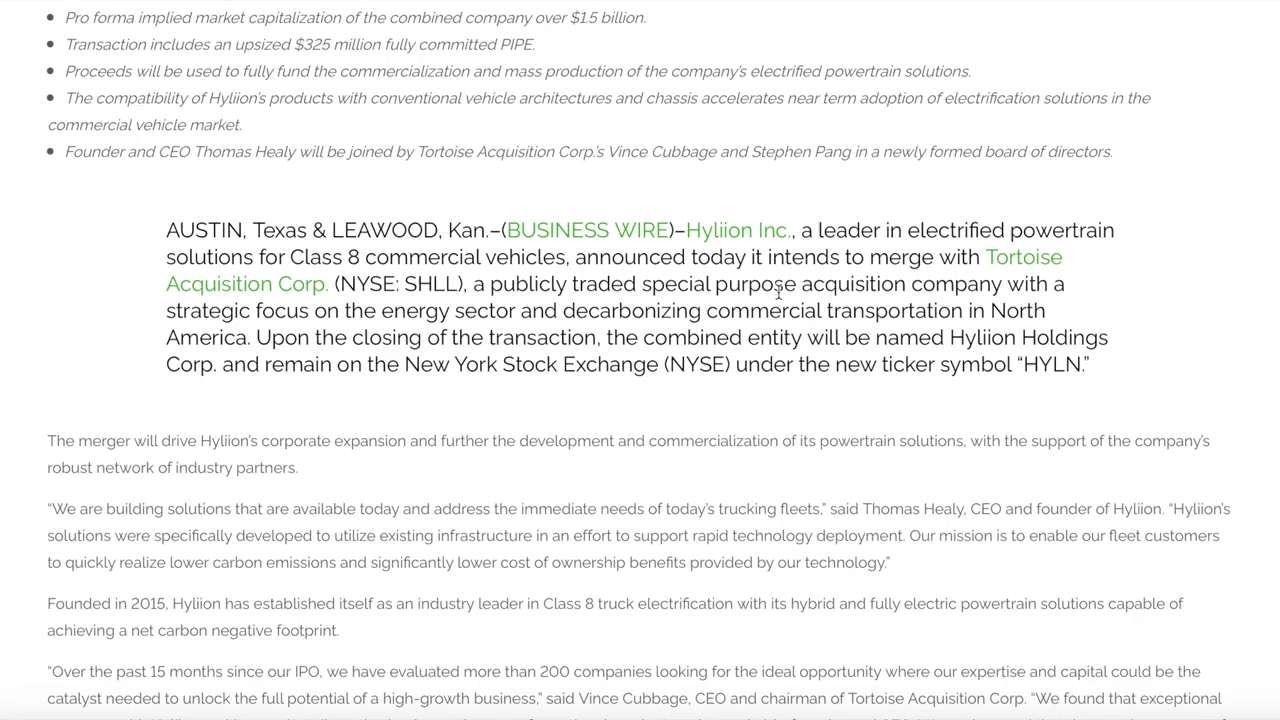 • Pro forma implied market capitalization of the combined company over $1.5 billion.
• Transaction includes an upsized $325 million fully committed PIPE.
• Proceeds will be used to fully fund the commercialization and mass production of the company's electrified powertrain solutions.
• The compatibility of Hyliion's products with conventional vehicle architectures and chassis accelerates near term adoption of electrification solutions in the
commercial vehicle market.
• Founder and CEO Thomas Healy will be joined by Tortoise Acquisition Corp.'s Vince Cubbage and Stephen Pang in a newly formed board of directors.
AUSTIN, Texas & LEAWOOD, Kan.–(BUSINESS WIRE)–Hyliion Inc., a leader in electrified powertrain
solutions for Class 8 commercial vehicles, announced today it intends to merge with Tortoise
Acquisition Corp. (NYSE: SHLL), a publicly traded special purpose acquisition company with a
strategic focus on the energy sector and decarbonizing commercial transportation in North
America. Upon the closing of the transaction, the combined entity will be named Hyliion Holdings
Corp. and remain on the New York Stock Exchange (NYSE) under the new ticker symbol “HYLN.”
The merger will drive Hyliion's corporate expansion and further the development and commercialization of its powertrain solutions, with the support of the company's
robust network of industry partners.
“We are building solutions that are available today and address the immediate needs of today's trucking fleets,” said Thomas Healy, CEO and founder of Hyliion. “Hyliion's
solutions were specifically developed to utilize existing infrastructure in an effort to support rapid technology deployment. Our mission is to enable our fleet customers
to quickly realize lower carbon emissions and significantly lower cost of ownership benefits provided by our technology.”
Founded in 2015, Hyliion has established itself as an industry leader in Class 8 truck electrification with its hybrid and fully electric powertrain solutions capable of
achieving a net carbon negative footprint.
“Over the past 15 months since our IPO, we have evaluated more than 200 companies looking for the ideal opportunity where our expertise and capital could be the
catalyst needed to unlock the full potential of a high-growth business,” said Vince Cubbage, CEO and chairman of Tortoise Acquisition Corp. “We found that exceptional